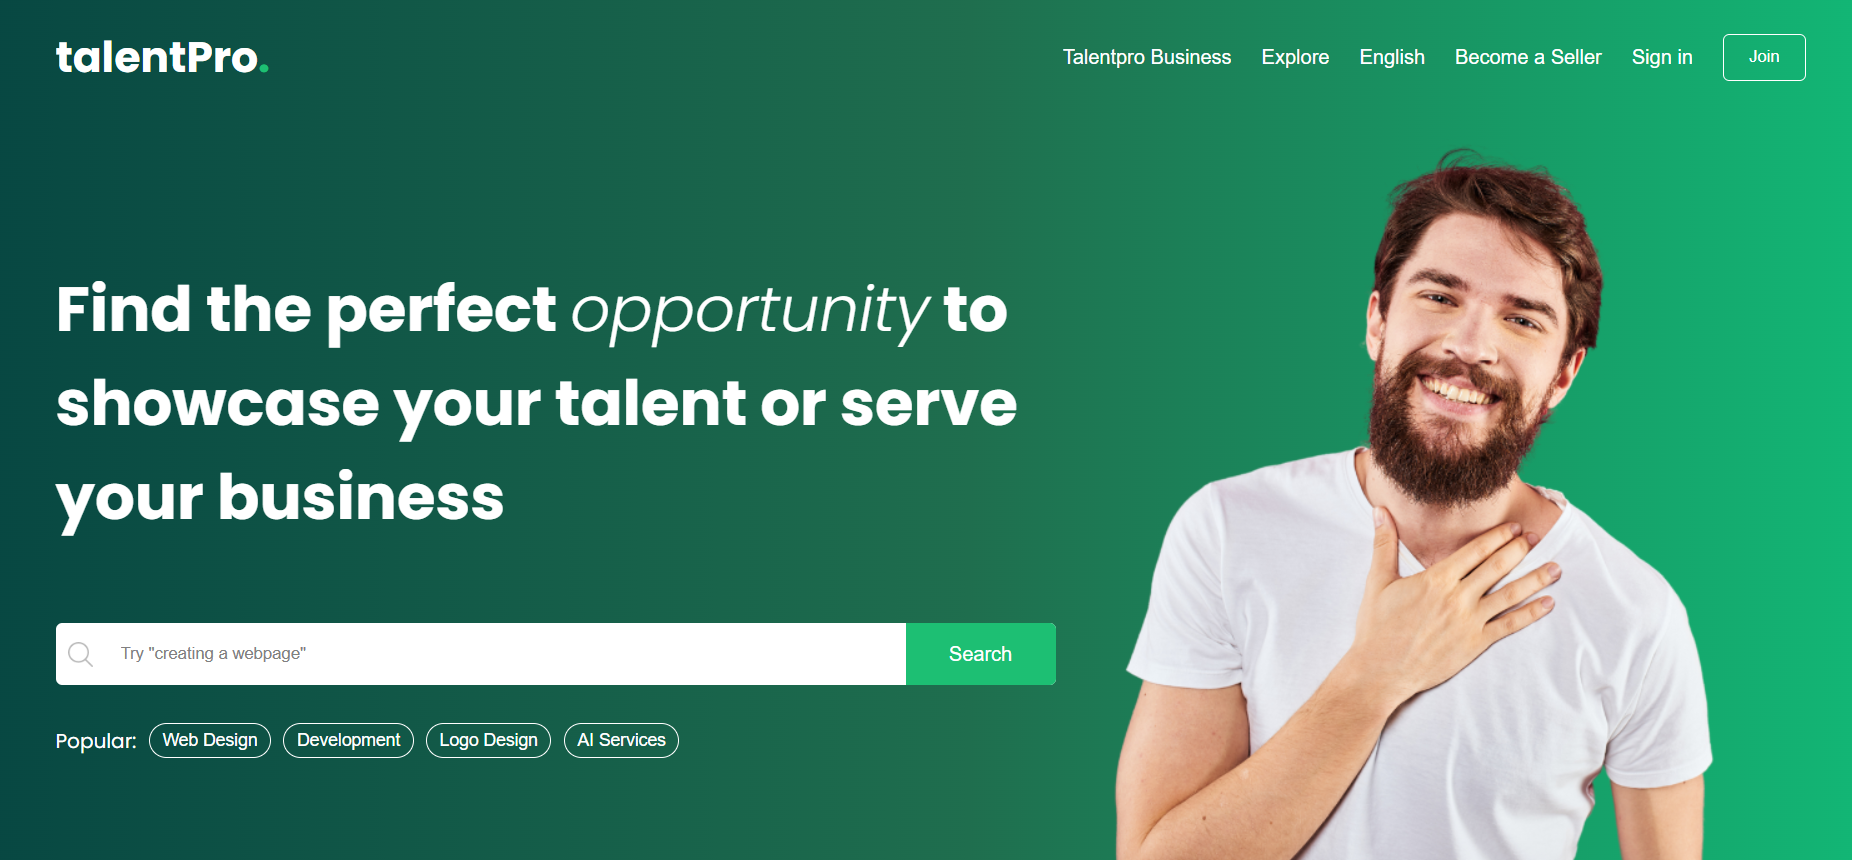 talentPro.
Talentpro Business
Explore
English
Become a Seller
Sign in
Join
Find the perfect opportunity to
showcase your talent or serve
your business
Try "creating a webpage"
Search
Popular:
Web Design
Development
Logo Design
AI Services